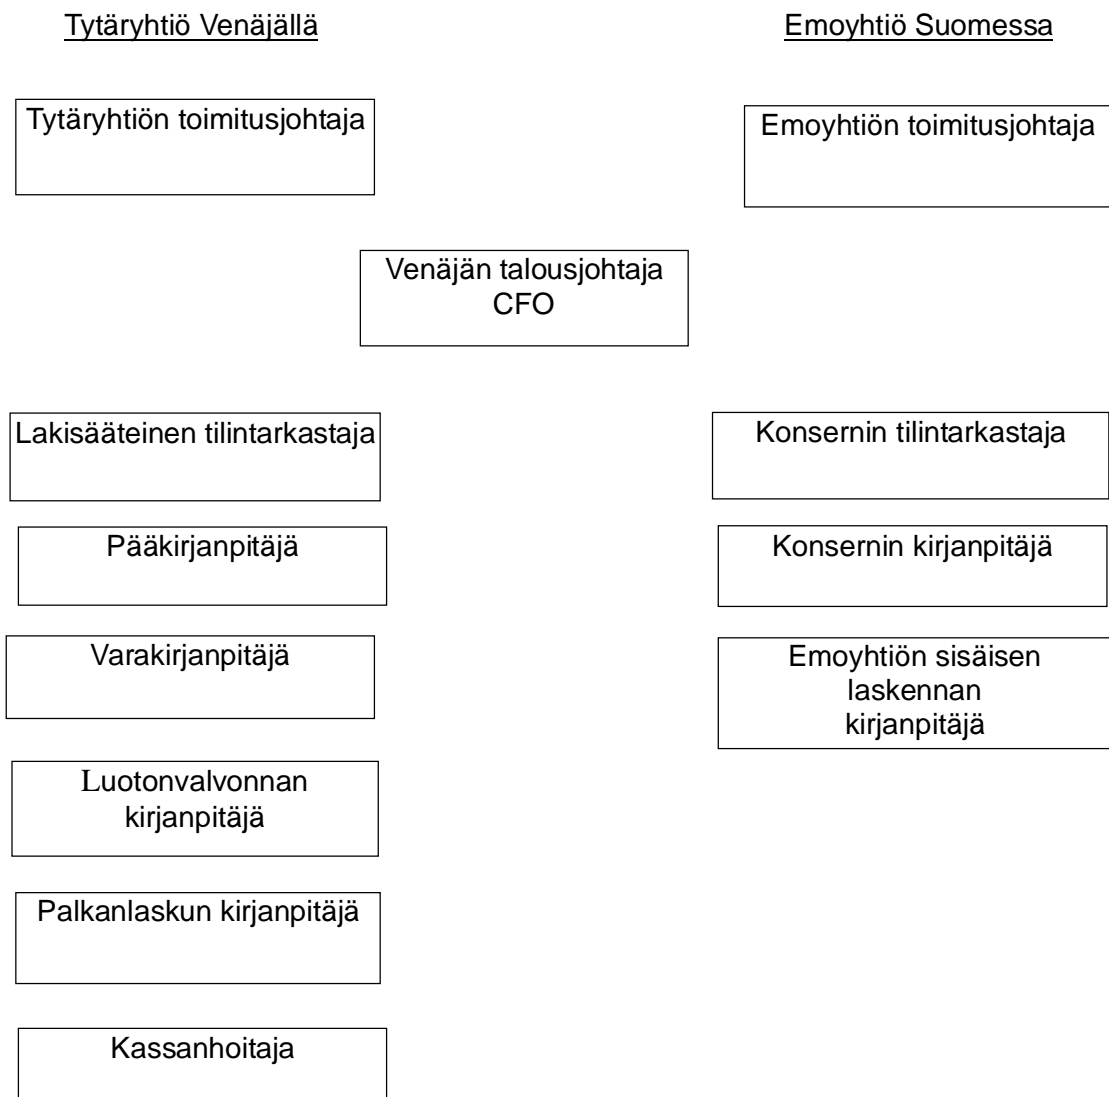 Tytäryhtiö Venäjällä
Emoyhtiö Suomessa
Tytäryhtiön toimitusjohtaja
Emoyhtiön toimitusjohtaja
Venäjän talousjohtaja
CFO
Lakisääteinen tilintarkastaja
Konsernin tilintarkastaja
Pääkirjanpitäjä
Konsernin kirjanpitäjä
Varakirjanpitäjä
Emoyhtiön sisäisen
laskennan
kirjanpitäjä
Luotonvalvonnan
kirjanpitäjä
Palkanlaskun kirjanpitäjä
Kassanhoitaja